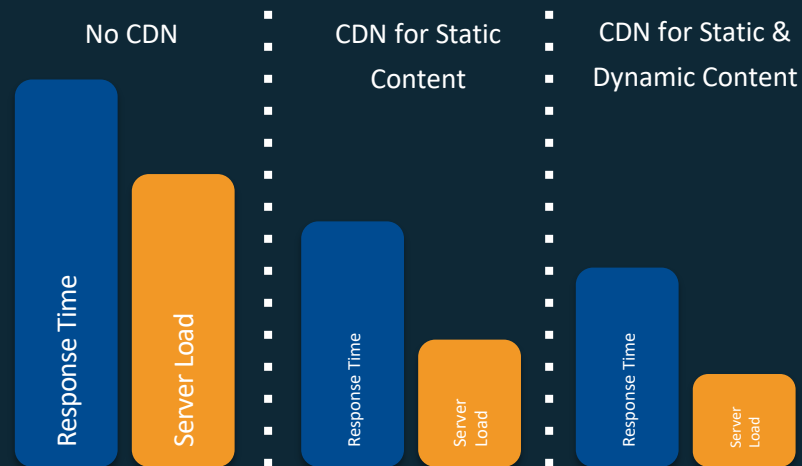 No CDN
CDN for Static
Content
CDN for Static &
Dynamic Content
Response Time
Server Load
Response Time
Server
Load
Response Time
Server
Load